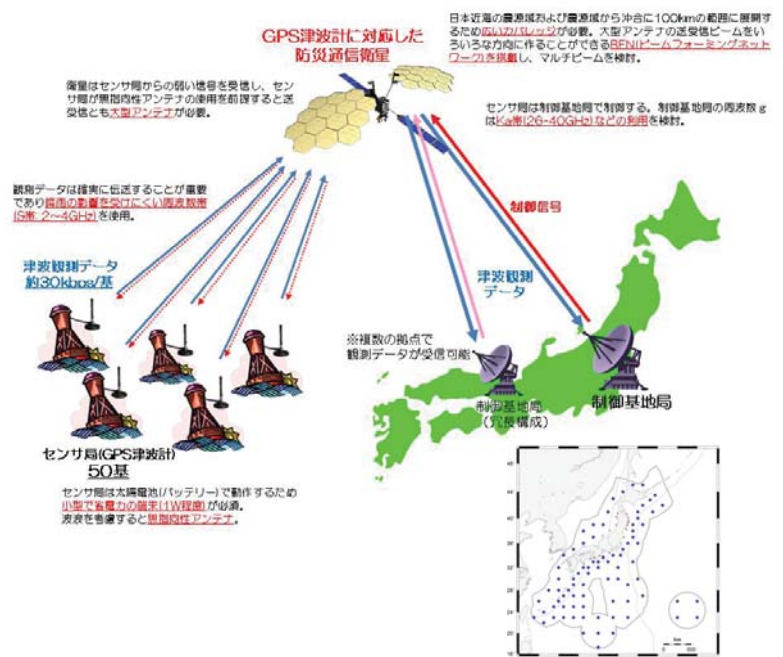 GPS津波計に対応した
防災通信衛星
日本近海の震源域および震源域から沖合に100kmの範囲に展開す
るため広いカバレッジが必要。大型アンテナの送受信ビームをい
ろいろな方向に作ることができるBFN(ビームフォーミングネット
ワーク)を搭載し、マルチビームを検討。
衛星はセンサ局からの弱い信号を受信し、セン
サ局が無指向性アンテナの使用を前提すると送
受信とも大型アンテナが必要。
センサ局は制御基地局で制御する。制御基地局の周波数g
はKa帯(26-40GHz)などの利用を検討。
観測データは確実に伝送することが重要
であり降雨の影響を受けにくい周波数帯
(S帯: 2～4GHz)を使用。
制御信号
津波観測データ
約30kbps/基
津波観測
データ
※複数の拠点で
観測データが受信可能
制御基地局
(冗長構成)
制御基地局
センサ局(GPS津波計)
50基
センサ局は太陽電池(バッテリー)で動作するため
小型で省電力の端末(1W程度)が必須。
波浪を考慮すると無指向性アンテナ。
km
0 500